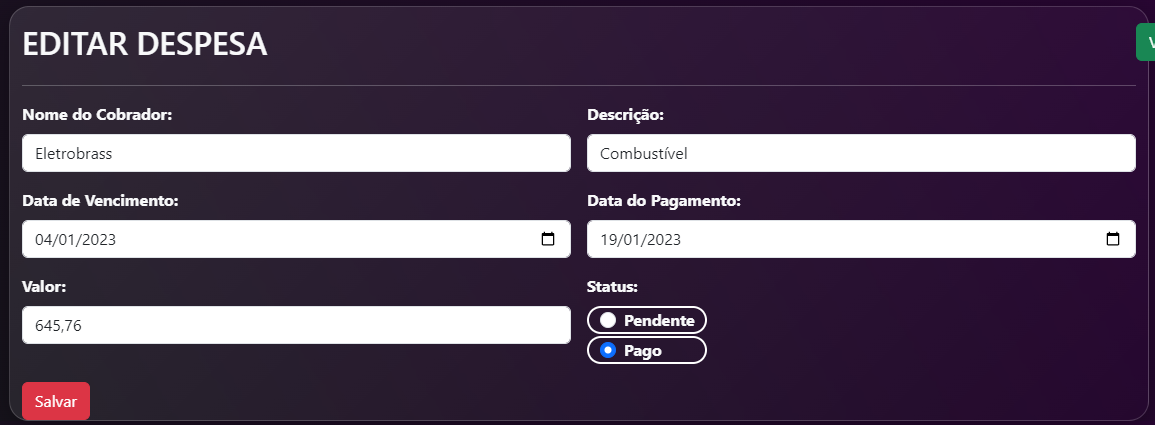 EDITAR DESPESA
Nome do Cobrador:
Descrição:
Eletrobrass
Combustível
Data de Vencimento:
Data do Pagamento:
04/01/2023
19/01/2023
Valor:
Status:
645,76
Pendente
Pago
Salvar